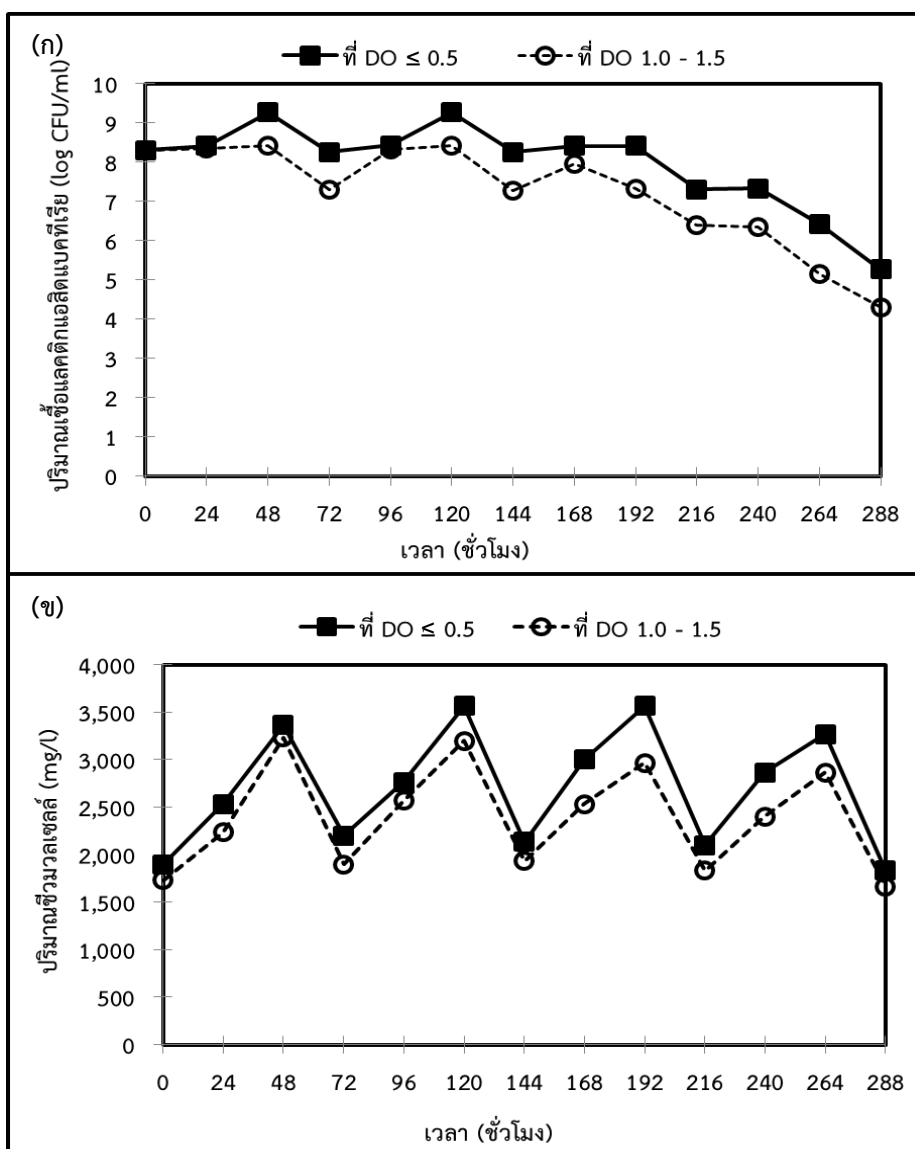 (ก)
ที่ DO ≤ 0.5 ที่ DO 1.0 - 1.5
ปริมาณเชื้อแลคติกแอสิดแบคทีเรีย (log CFU/ml)
10
9
8
7
6
5
4
3
2
1
0
0 24 48 72 96 120 144 168 192 216 240 264 288
เวลา (ชั่วโมง)
(ข)
ที่ DO ≤ 0.5 ที่ DO 1.0 - 1.5
ปริมาณชีวมวลเซลล์ (mg/l)
4,000
3,500
3,000
2,500
2,000
1,500
1,000
500
0
0 24 48 72 96 120 144 168 192 216 240 264 288
เวลา (ชั่วโมง)